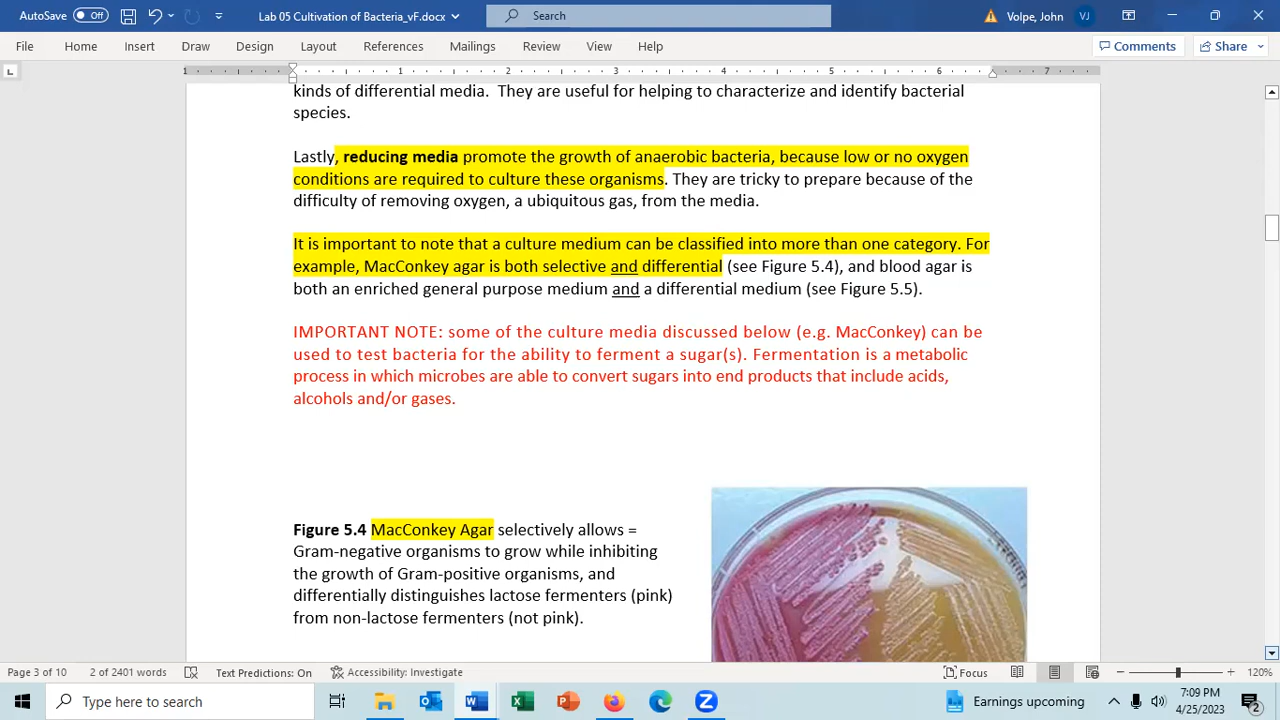 AutoSave Off Lab 05 Cultivation of Bacteria_vF.docx Search Volpe, John VJ
File Home Insert Draw Design Layout References Mailings Review View Help Comments Share
1 1 2 3 4 5 6 7
kinds of differential media. They are useful for helping to characterize and identify bacterial
species.
Lastly, reducing media promote the growth of anaerobic bacteria, because low or no oxygen
conditions are required to culture these organisms. They are tricky to prepare because of the
difficulty of removing oxygen, a ubiquitous gas, from the media.
It is important to note that a culture medium can be classified into more than one category. For
example, MacConkey agar is both selective and differential (see Figure 5.4), and blood agar is
both an enriched general purpose medium and a differential medium (see Figure 5.5).
IMPORTANT NOTE: some of the culture media discussed below (e.g. MacConkey) can be
used to test bacteria for the ability to ferment a sugar(s). Fermentation is a metabolic
process in which microbes are able to convert sugars into end products that include acids,
alcohols and/or gases.
Figure 5.4 MacConkey Agar selectively allows =
Gram-negative organisms to grow while inhibiting
the growth of Gram-positive organisms, and
differentially distinguishes lactose fermenters (pink)
from non-lactose fermenters (not pink).
Page 3 of 10 2 of 2401 words Text Predictions: On Accessibility: Investigate Focus 120%
Type here to search Earnings upcoming 7:09 PM
4/25/2023 2